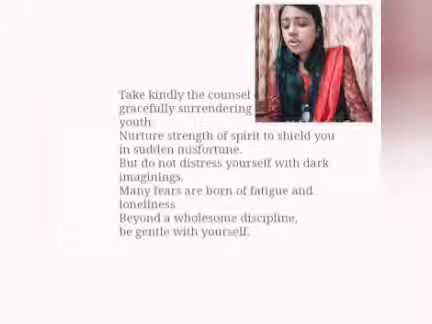 Take kindly the counsel
gracefully surrendering
youth
Nurture strength of spirit to shield you
in sudden misfortune.
But do not distress yourself with dark
imaginings.
Many fears are born of fatigue and
loneliness
Beyond a wholesome discipline,
be gentle with yourself.